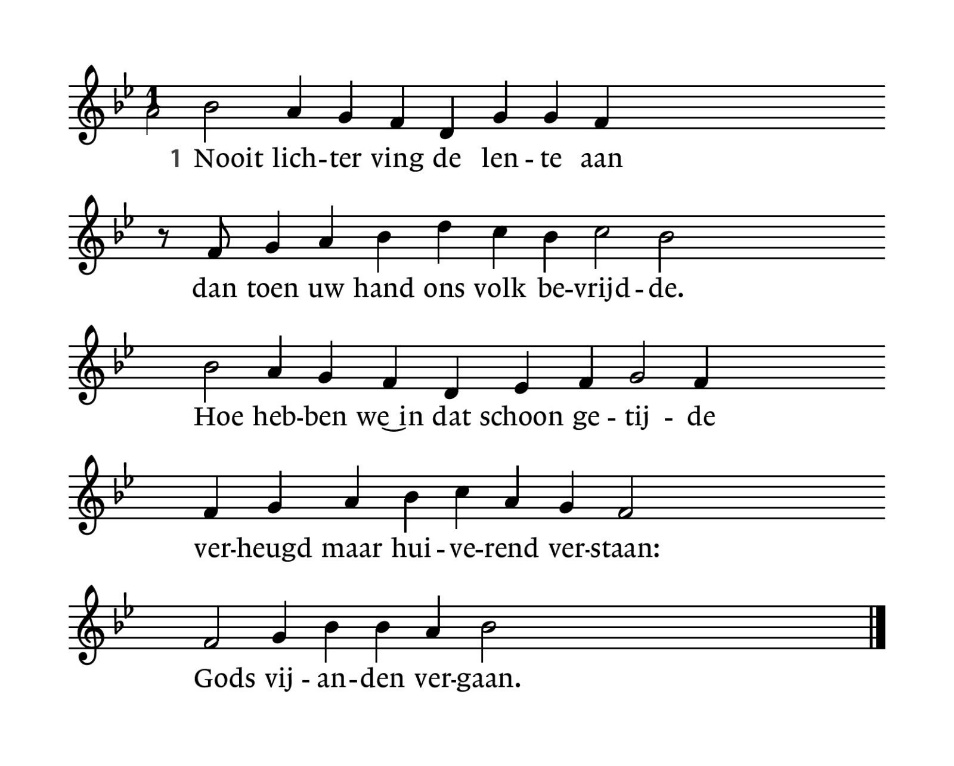 1 Nooit lich-ter ving de len-te aan
dan toen uw hand ons volk be-vrijd-de.
Hoe heb-ben we in dat schoon ge-tij-de
ver-heugd maar hui-ve-rend ver-staan:
Gods vij-an-den ver-gaan.